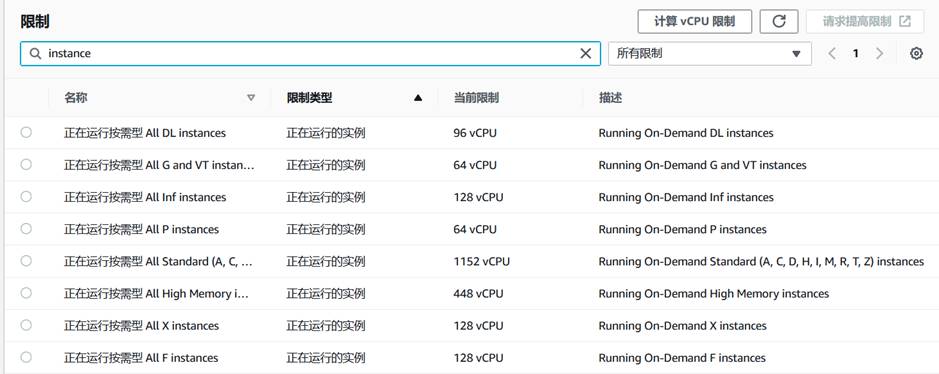 限制
计算 vCPU 限制
请求提高限制
instance
所有限制
1
名称 限制类型 当前限制 描述
正在运行按需型 All DL instances 正在运行的实例 96 vCPU Running On-Demand DL instances
正在运行按需型 All G and VT instan... 正在运行的实例 64 vCPU Running On-Demand G and VT instances
正在运行按需型 All Inf instances 正在运行的实例 128 vCPU Running On-Demand Inf instances
正在运行按需型 All P instances 正在运行的实例 64 vCPU Running On-Demand P instances
正在运行按需型 All Standard (A, C, ... 正在运行的实例 1152 vCPU Running On-Demand Standard (A, C, D, H, I, M, R, T, Z) instances
正在运行按需型 All High Memory i... 正在运行的实例 448 vCPU Running On-Demand High Memory instances
正在运行按需型 All X instances 正在运行的实例 128 vCPU Running On-Demand X instances
正在运行按需型 All F instances 正在运行的实例 128 vCPU Running On-Demand F instances